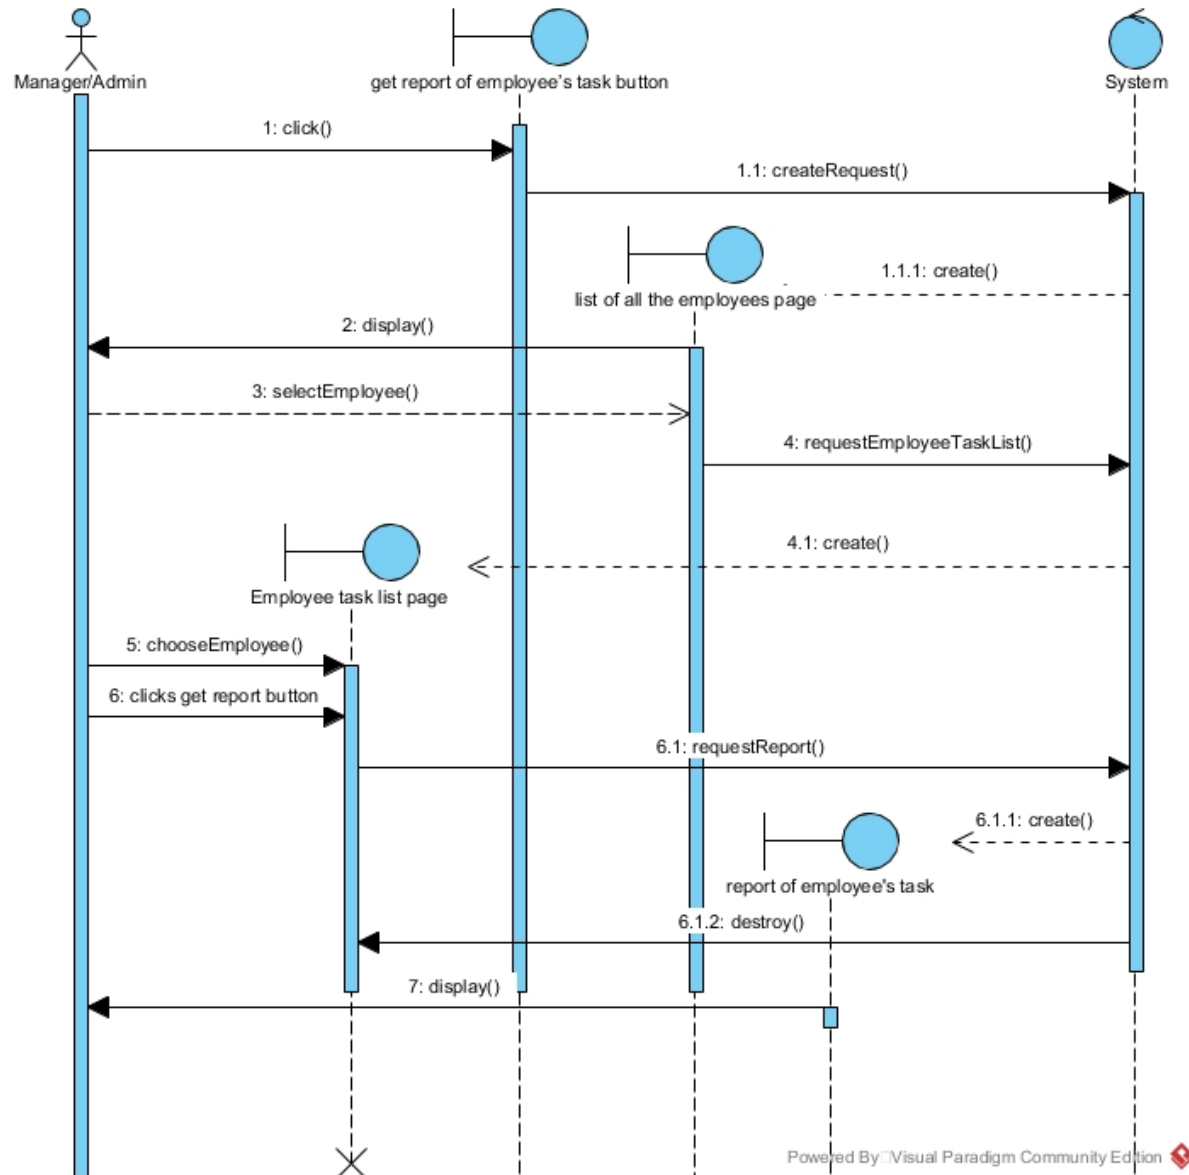 Manager/Admin
get report of employee's task button
System
1: click()
1.1: createRequest()
1.1.1: create()
list of all the employees page
2: display()
3: selectEmployee()
4: requestEmployeeTaskList()
4.1: create()
Employee task list page
5: chooseEmployee()
6: clicks get report button
6.1: requestReport()
6.1.1: create()
report of employee's task
6.1.2: destroy()
7: display()
Powered By Visual Paradigm Community Edition